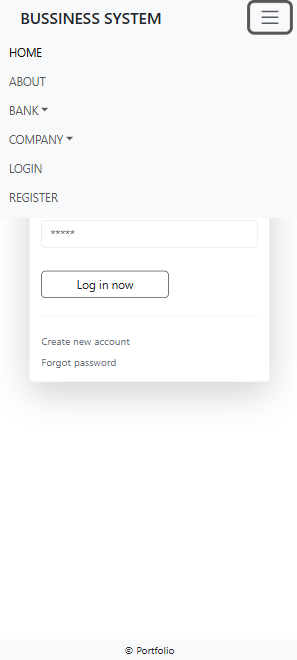 BUSSINESS SYSTEM
HOME
ABOUT
BANK
COMPANY
LOGIN
REGISTER
*****
Log in now
Create new account
Forgot password
© Portfolio